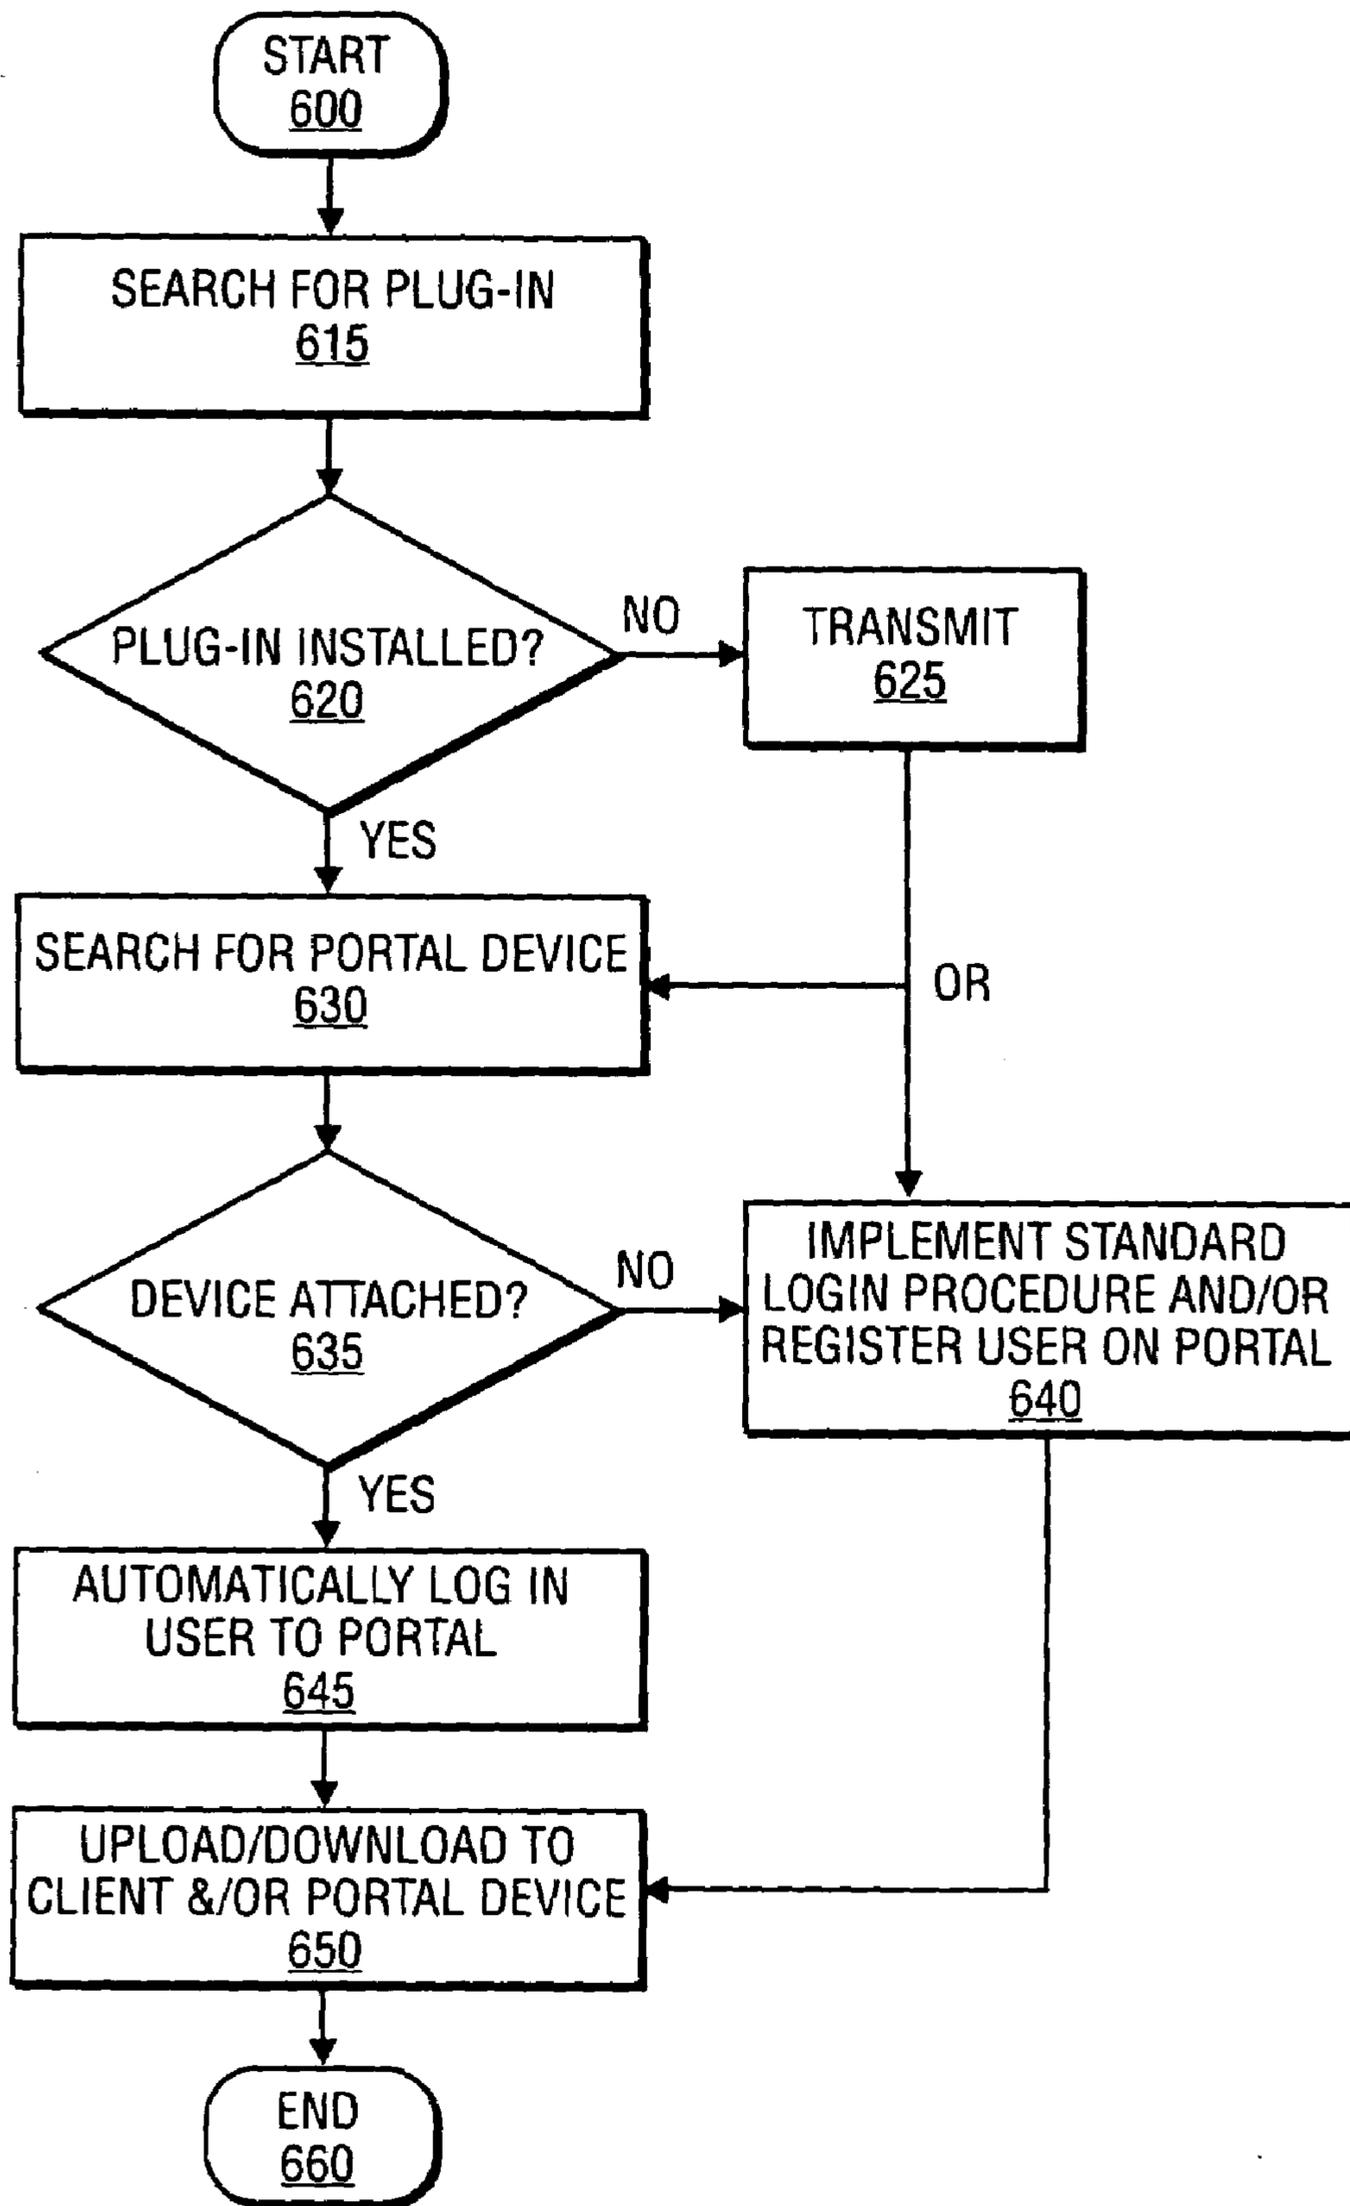 START
600
SEARCH FOR PLUG-IN
615
PLUG-IN INSTALLED?
620
NO
TRANSMIT
625
YES
SEARCH FOR PORTAL DEVICE
630
OR
DEVICE ATTACHED?
635
NO
IMPLEMENT STANDARD
LOGIN PROCEDURE AND/OR
REGISTER USER ON PORTAL
640
YES
AUTOMATICALLY LOG IN
USER TO PORTAL
645
UPLOAD/DOWNLOAD TO
CLIENT &/OR PORTAL DEVICE
650
END
660